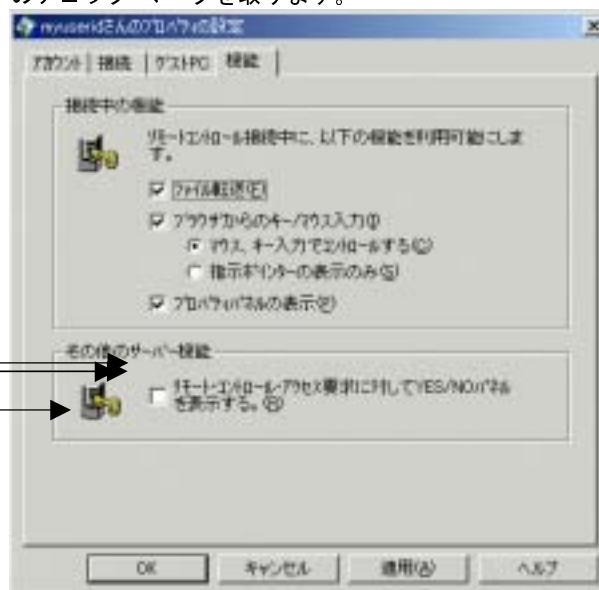 のチェックマークを取ります。
myuseridさんのプロパティの設定
アカウント 接続 ゲストPC 機能
接続中の機能
リモートコントロール接続中に、以下の機能を利用可能にしま
す。
ファイル転送(F)
ブラウザからのキー/マウス入力(I)
マウス、キー入力でコントロールする(C)
指示ポインターの表示のみ(S)
プロパティパネルの表示(P)
その他のサーバー機能
リモート・コントロール・アクセス要求に対してYES/NOパネル
を表示する。(R)
OK キャンセル 適用(A) ヘルプ